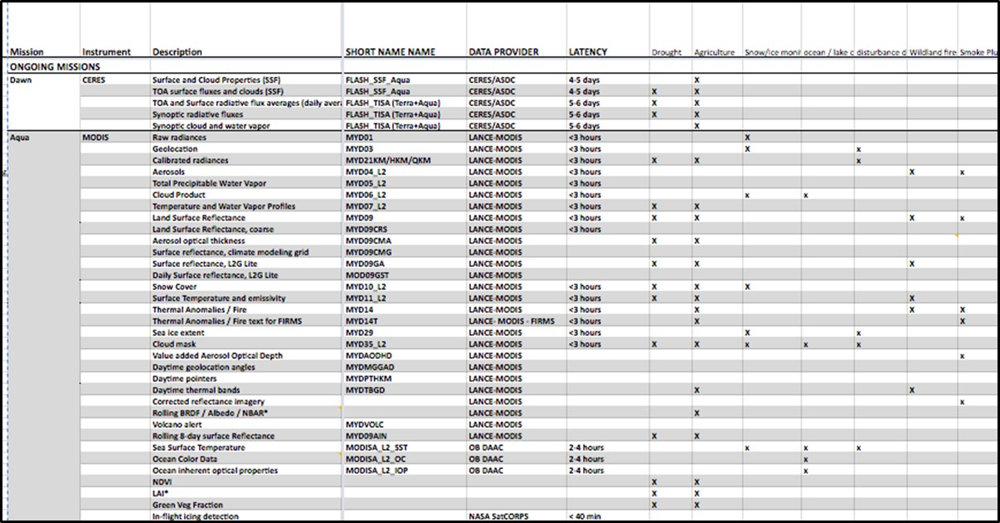 Mission Instrument Description SHORT NAME NAME DATA PROVIDER LATENCY Drought Agriculture Snow/Ice moni ocean / lake c disturbance d Wildland fire Smoke Plu
ONGOING MISSIONS
Dawn CERES Surface and Cloud Properties (SSF) FLASH_SSF_Aqua CERES/ASDC 4-5 days X
TOA surface fluxes and clouds (SSF) FLASH_SSF_Aqua CERES/ASDC 4-5 days X X
TOA and Surface radiative flux averages (daily avera FLASH_TISA (Terra+Aqua) CERES/ASDC 5-6 days X X
Synoptic radiative fluxes FLASH_TISA (Terra+Aqua) CERES/ASDC 5-6 days X X
Synoptic cloud and water vapor FLASH_TISA (Terra+Aqua) CERES/ASDC 5-6 days X
Aqua MODIS Raw radiances MYD01 LANCE-MODIS <3 hours X
Geolocation MYD03 LANCE-MODIS <3 hours X x
Calibrated radiances MYD21KM/HKM/QKM LANCE-MODIS <3 hours X X x
Aerosols MYD04_L2 LANCE-MODIS <3 hours X x
Total Precipitable Water Vapor MYD05_L2 LANCE-MODIS <3 hours
Cloud Product MYD06_L2 LANCE-MODIS <3 hours x x
Temperature and Water Vapor Profiles MYD07_L2 LANCE-MODIS <3 hours X X
Land Surface Reflectance MYD09 LANCE-MODIS <3 hours X X X x
Land Surface Reflectance, coarse MYD09CRS LANCE-MODIS <3 hours
Aerosol optical thickness MYD09CMA LANCE-MODIS X X
Surface reflectance, climate modeling grid MYD09CMG LANCE-MODIS
Surface reflectance, L2G Lite MYD09GA LANCE-MODIS X X X
Daily Surface reflectance, L2G Lite MOD09GST LANCE-MODIS
Snow Cover MYD10_L2 LANCE-MODIS <3 hours X X X
Surface Temperature and emissivity MYD11_L2 LANCE-MODIS <3 hours X X X
Thermal Anomalies / Fire MYD14 LANCE-MODIS <3 hours X X X
Thermal Anomalies / Fire text for FIRMS MYD14T LANCE- MODIS - FIRMS <3 hours X X
Sea ice extent MYD29 LANCE-MODIS <3 hours X x
Cloud mask MYD35_L2 LANCE-MODIS <3 hours X X x x x
Value added Aerosol Optical Depth MYDAODHD LANCE-MODIS x
Daytime geolocation angles MYDMGGAD LANCE-MODIS
Daytime pointers MYDPTHKM LANCE-MODIS
Daytime thermal bands MYDTBGD LANCE-MODIS X X
Corrected reflectance imagery LANCE-MODIS x
Rolling BRDF / Albedo / NBAR* LANCE-MODIS X
Volcano alert MYDVOLC LANCE-MODIS
Rolling 8-day surface Reflectance MYD09AIN LANCE-MODIS X X
Sea Surface Temperature MODISA_L2_SST OB DAAC 2-4 hours x x x
Ocean Color Data MODISA_L2_OC OB DAAC 2-4 hours x
Ocean inherent optical properties MODISA_L2_IOP OB DAAC 2-4 hours x
NDVI X X
LAI* X X
Green Veg Fraction X X
In-flight icing detection NASA SatCORPS < 40 min